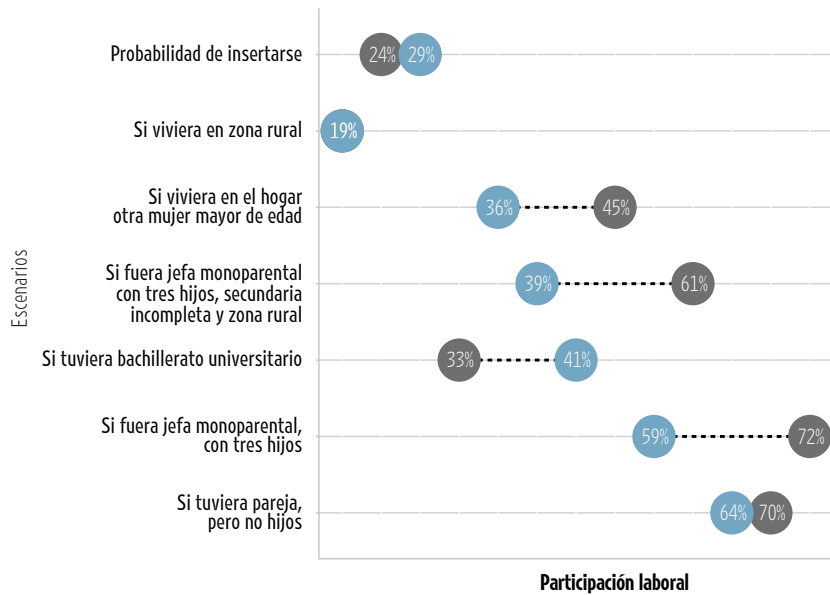 Probabilidad de insertarse
24%
29%
Si viviera en zona rural
19%
Si viviera en el hogar
otra mujer mayor de edad
36%
45%
Si fuera jefa monoparental
con tres hijos, secundaria
incompleta y zona rural
39%
61%
Si tuviera bachillerato universitario
33%
41%
Si fuera jefa monoparental,
con tres hijos
59%
72%
Si tuviera pareja,
pero no hijos
64%
70%
Escenarios
Participación laboral